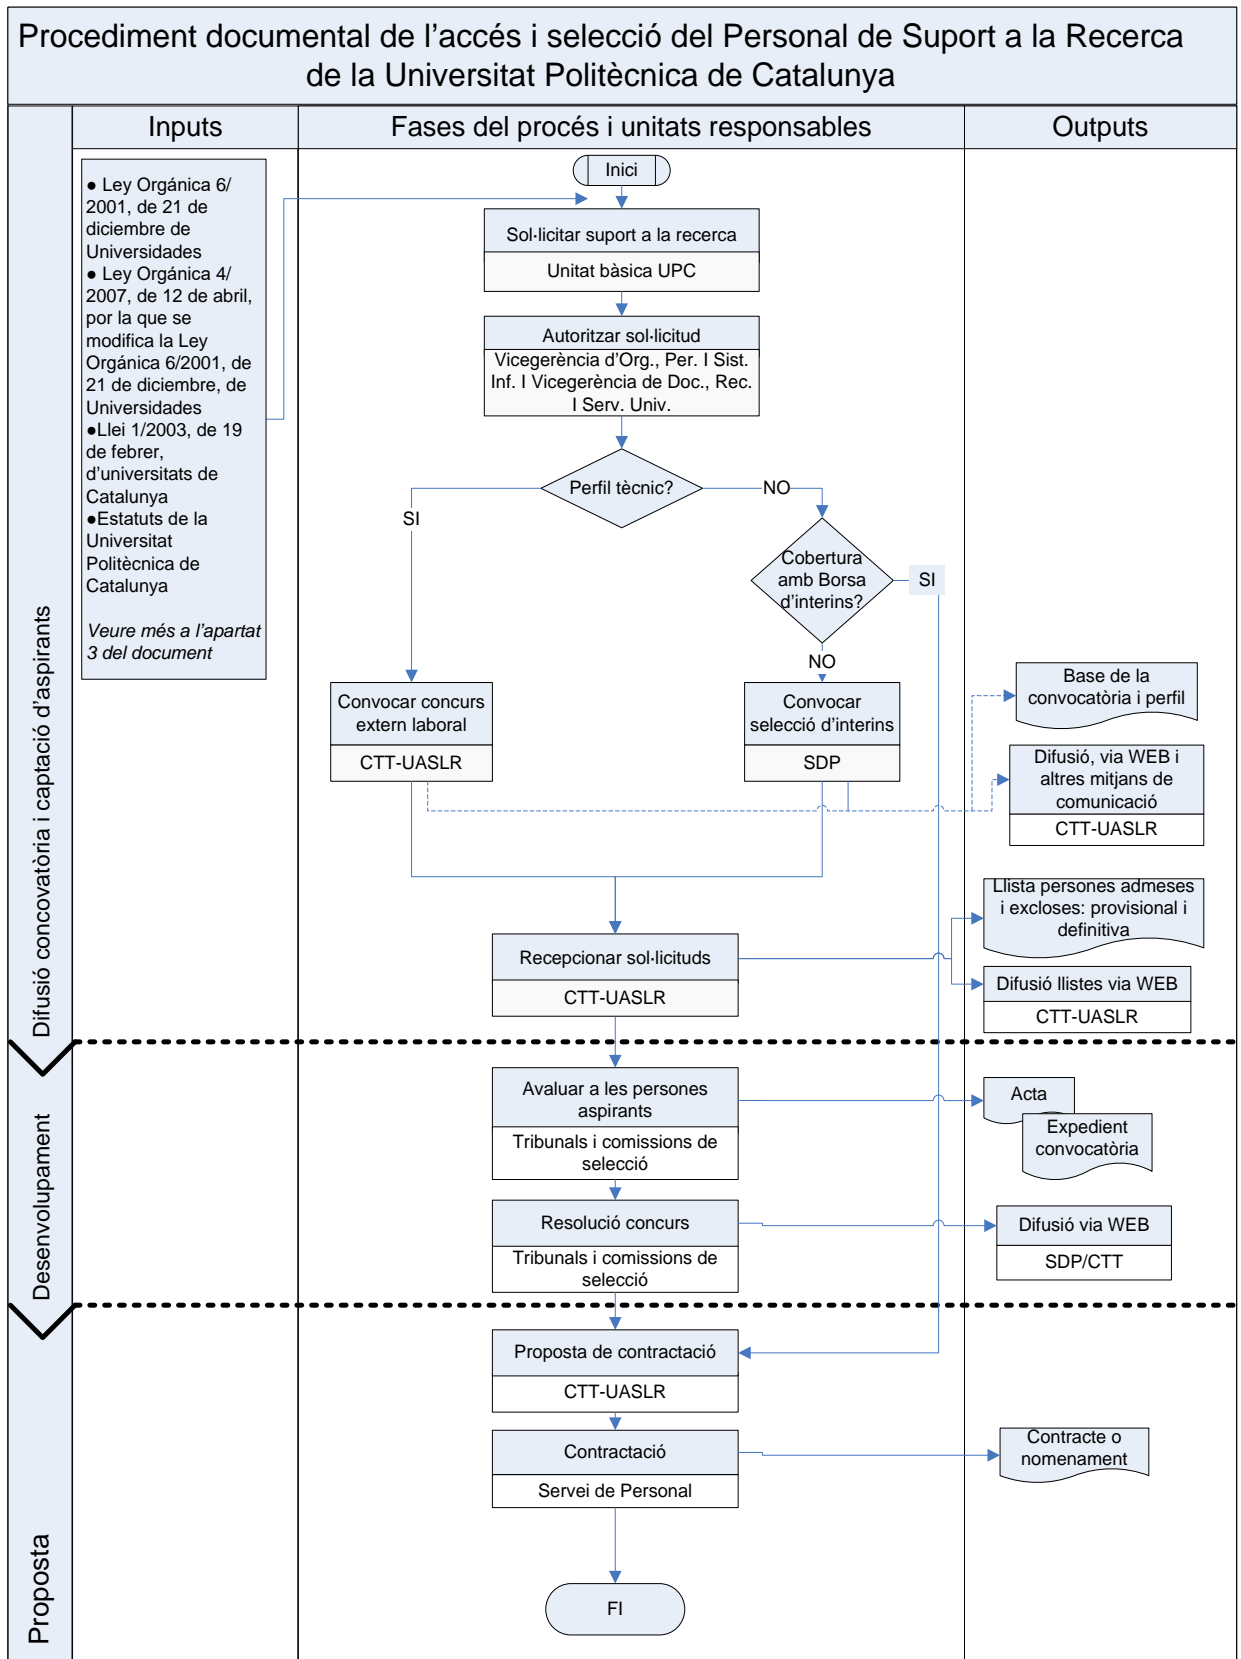 Procediment documental de l'accés i selecció del Personal de Suport a la Recerca
de la Universitat Politècnica de Catalunya
Inputs
Fases del procés i unitats responsables
Outputs
Difusió concovatòria i captació d'aspirants
● Ley Orgánica 6/
2001, de 21 de
diciembre de
Universidades
● Ley Orgánica 4/
2007, de 12 de abril,
por la que se
modifica la Ley
Orgánica 6/2001, de
21 de diciembre, de
Universidades
●Llei 1/2003, de 19
de febrer,
d'universitats de
Catalunya
●Estatuts de la
Universitat
Politècnica de
Catalunya
Veure més a l'apartat
3 del document
Inici
Sol·licitar suport a la recerca
Unitat bàsica UPC
Autoritzar sol·licitud
Vicegerència d'Org., Per. I Sist.
Inf. I Vicegerència de Doc., Rec.
I Serv. Univ.
Perfil tècnic?
NO
SI
Cobertura
amb Borsa
d'interins?
SI
NO
Convocar concurs
extern laboral
CTT-UASLR
Convocar
selecció d'interins
SDP
Base de la
convocatòria i perfil
Difusió, via WEB i
altres mitjans de
comunicació
CTT-UASLR
Llista persones admeses
i excloses: provisional i
definitiva
Recepcionar sol·licituds
CTT-UASLR
Difusió llistes via WEB
CTT-UASLR
Desenvolupament
Avaluar a les persones
aspirants
Tribunals i comissions de
selecció
Acta
Expedient
convocatòria
Resolució concurs
Tribunals i comissions de
selecció
Difusió via WEB
SDP/CTT
Proposta
Proposta de contractació
CTT-UASLR
Contractació
Servei de Personal
Contracte o
nomenament
FI